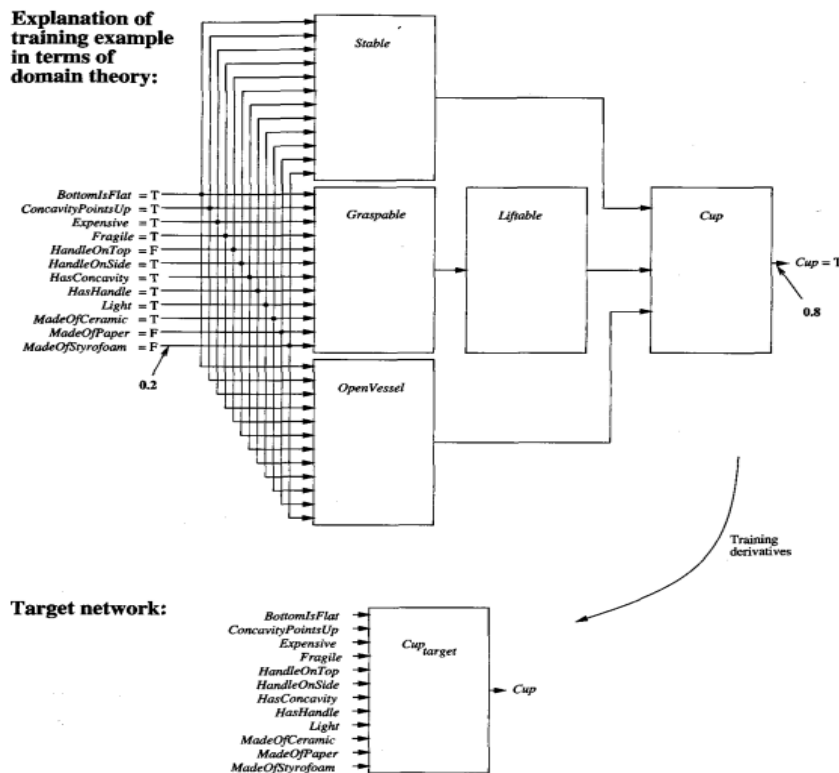 Explanation of
training example
in terms of
domain theory:
Stable
BottomIsFlat = T
ConcavityPointsUp = T
Expensive = T
Fragile = T
HandleOnTop = F
HandleOnSide = T
HasConcavity = T
HasHandle = T
Light = T
MadeOfCeramic = T
MadeOfPaper = F
MadeOfStyrofoam = F
0.2
Graspable
Liftable
Cup
Cup = T
0.8
OpenVessel
Training
derivatives
Target network:
BottomIsFlat
ConcavityPointsUp
Expensive
Fragile
HandleOnTop
HandleOnSide
HasConcavity
HasHandle
Light
MadeOfCeramic
MadeOfPaper
MadeOfStyrofoam
Cup target
Cup